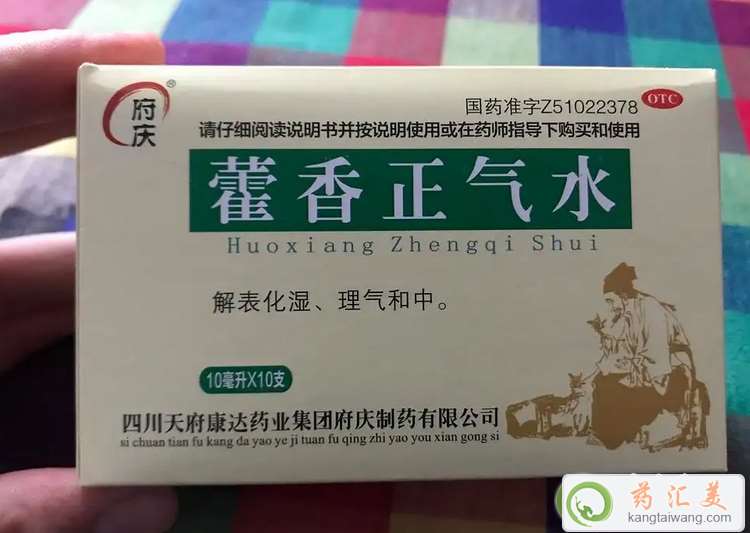 府庆®
国药准字Z51022378 OTC
请仔细阅读说明书并按说明使用或在药师指导下购买和使用
藿香正气水
Huoxiang Zhengqi Shui
解表化湿、理气和中。
10毫升X10支
四川天府康达药业集团府庆制药有限公司
si chuan tian fu kang da yao ye ji tuan fu qing zhi yao you xian gong si
药汇美
kangtaiwang.com